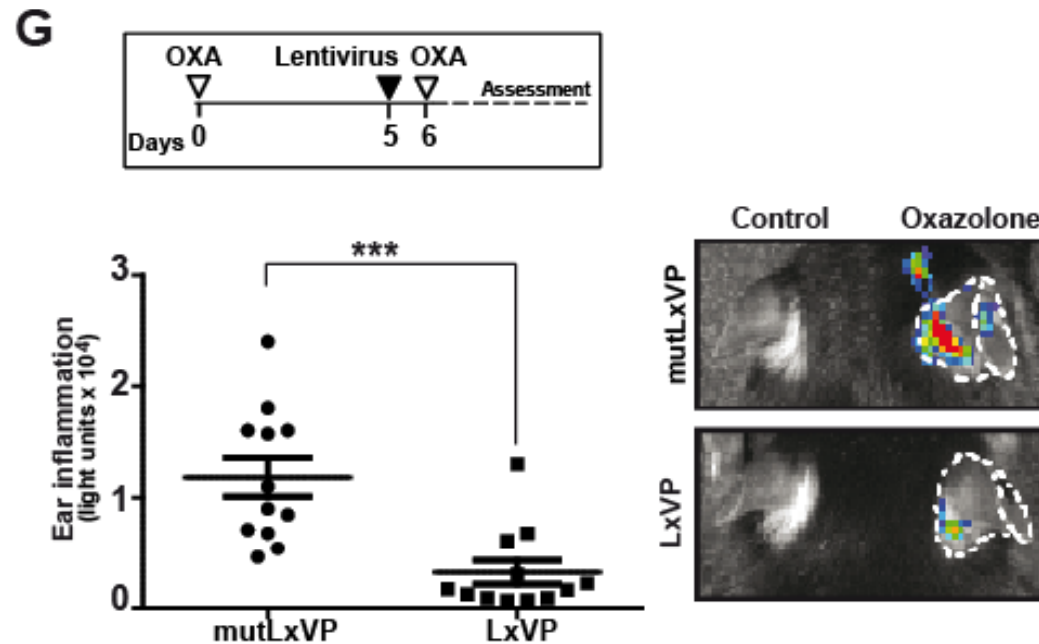 G
OXA Lentivirus OXA
Assessment
Days 0 5 6
Control Oxazolone
***
3
2
1
0
Ear inflammation
(light units x 10⁴)
mutLxVP
LxVP
mutLxVP LxVP